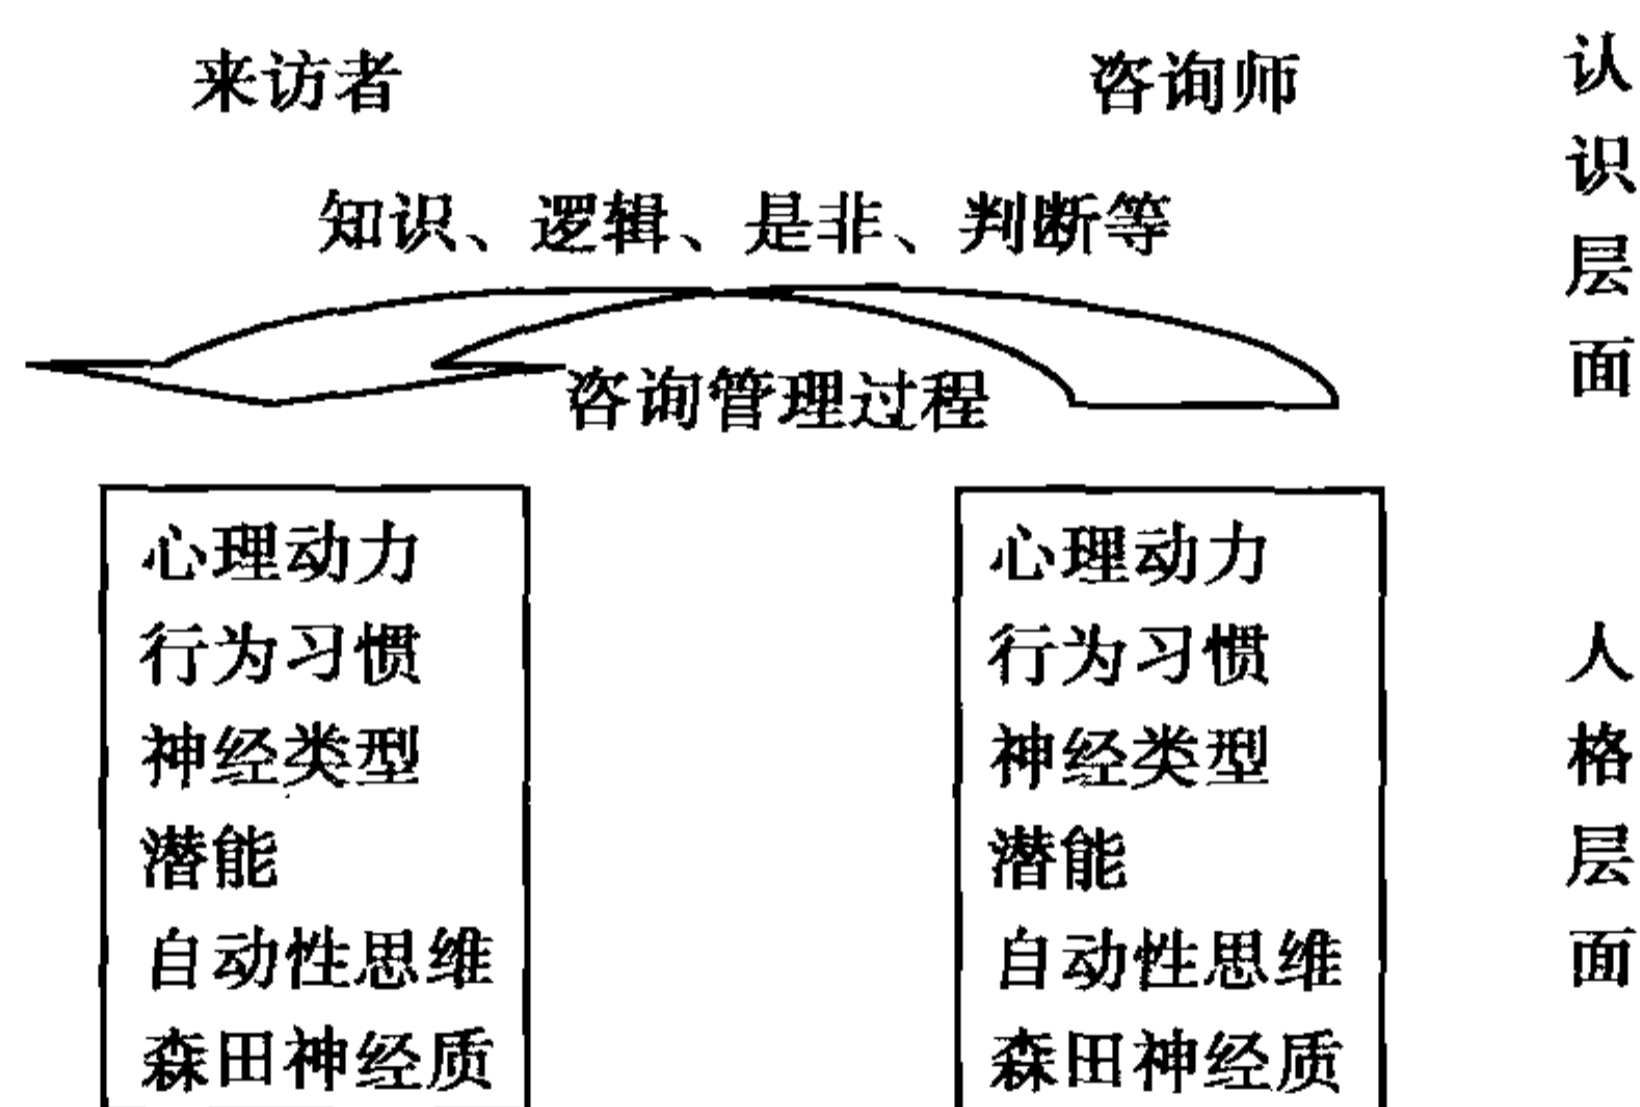 来访者 咨询师
知识、逻辑、是非、判断等
咨询管理过程
认识层面
心理动力
行为习惯
神经类型
潜能
自动性思维
森田神经质
心理动力
行为习惯
神经类型
潜能
自动性思维
森田神经质
人格层面